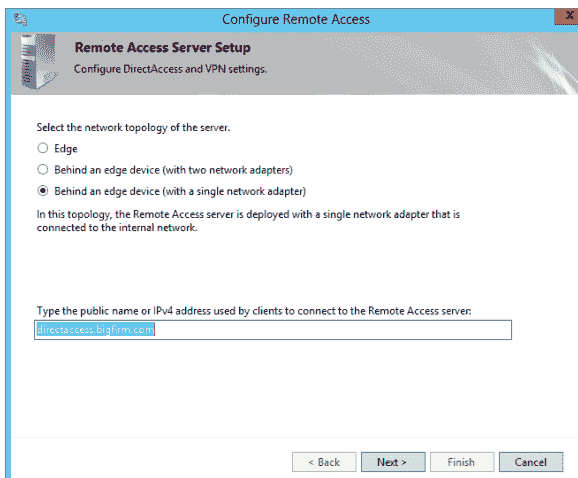 Configure Remote Access
x
Remote Access Server Setup
Configure DirectAccess and VPN settings.
Select the network topology of the server.
Edge
Behind an edge device (with two network adapters)
Behind an edge device (with a single network adapter)
In this topology, the Remote Access server is deployed with a single network adapter that is
connected to the internal network.
Type the public name or IPv4 address used by clients to connect to the Remote Access server:
directaccess.bigfirm.com
< Back Next > Finish Cancel